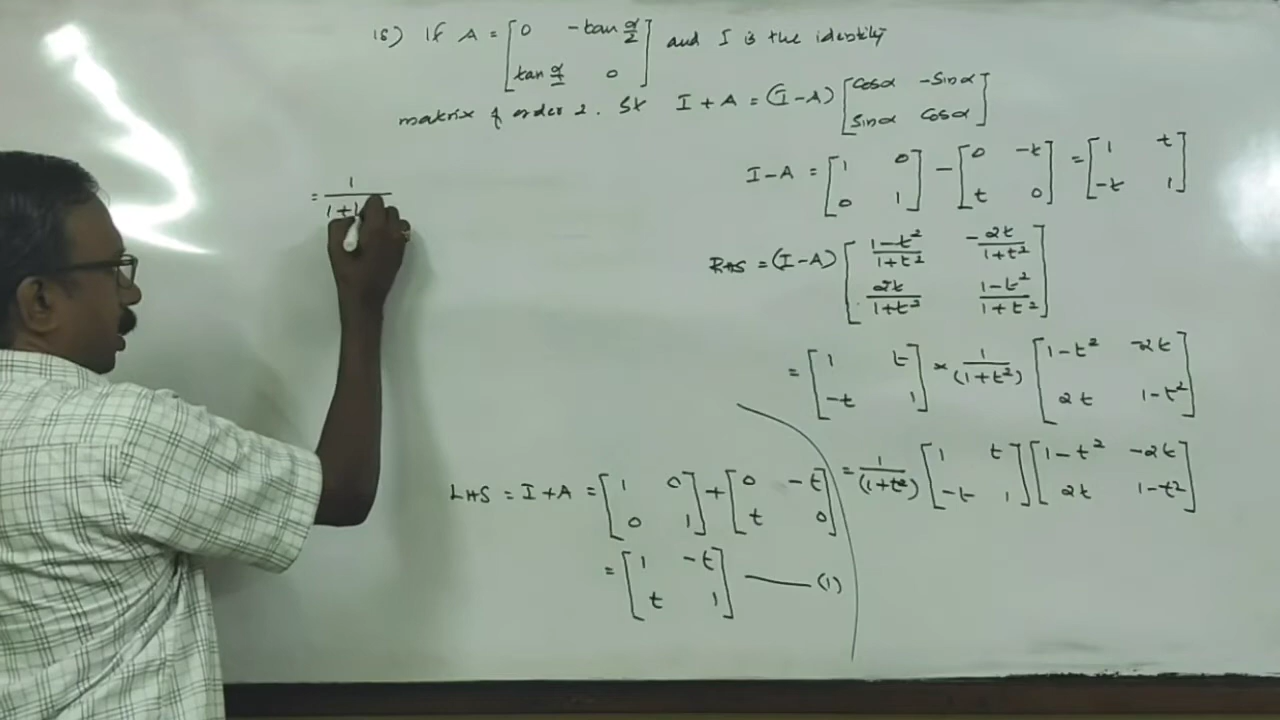 18) If A = [0 -tan α/2
tan α/2 0] and I is the identity
matrix of order 2. ST I + A = (I-A) [cosα -sinα
sinα cosα]
I-A = [1 0
0 1] - [0 -t
t 0] = [1 t
-t 1]
RHS = (I-A) [(1-t²)/(1+t²) -2t/(1+t²)
2t/(1+t²) (1-t²)/(1+t²)]
= [1 t
-t 1] × 1/(1+t²) [1-t² -2t
2t 1-t²]
= 1/(1+t²) [1 t
-t 1] [1-t² -2t
2t 1-t²]
LHS = I+A = [1 0
0 1] + [0 -t
t 0]
= [1 -t
t 1] —— (1)
= 1
1+